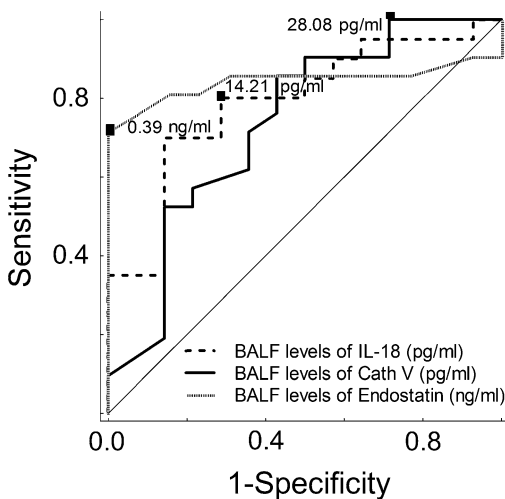 28.08 pg/ml
14.21 pg/ml
0.8
0.39 ng/ml
Sensitivity
0.4
BALF levels of IL-18 (pg/ml)
BALF levels of Cath V (pg/ml)
BALF levels of Endostatin (ng/ml)
0.0 0.4 0.8
1-Specificity